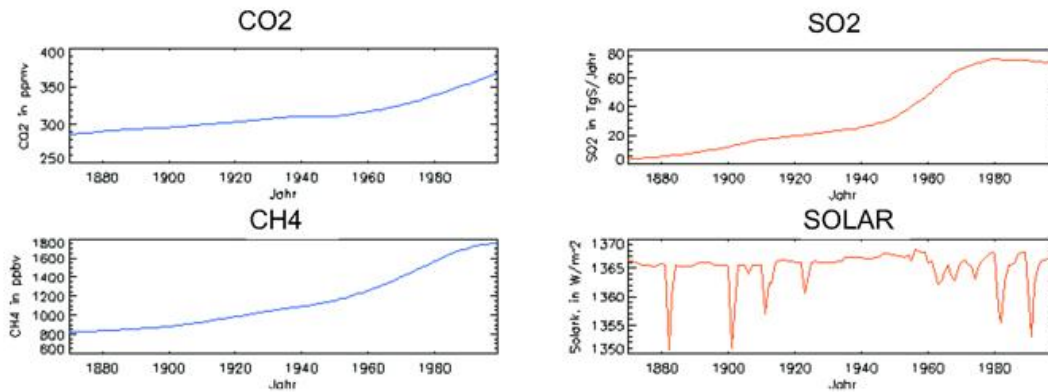 CO2
400
350
300
250
CO2 in ppmv
1880 1900 1920 1940 1960 1980
Jahr
SO2
80
60
40
20
0
SO2 in TgS/Jahr
1880 1900 1920 1940 1960 1980
Jahr
CH4
1800
1600
1400
1200
1000
800
600
CH4 in ppbv
1880 1900 1920 1940 1960 1980
Jahr
SOLAR
1370
1365
1360
1355
1350
Solark. in W/m^2
1880 1900 1920 1940 1960 1980
Jahr